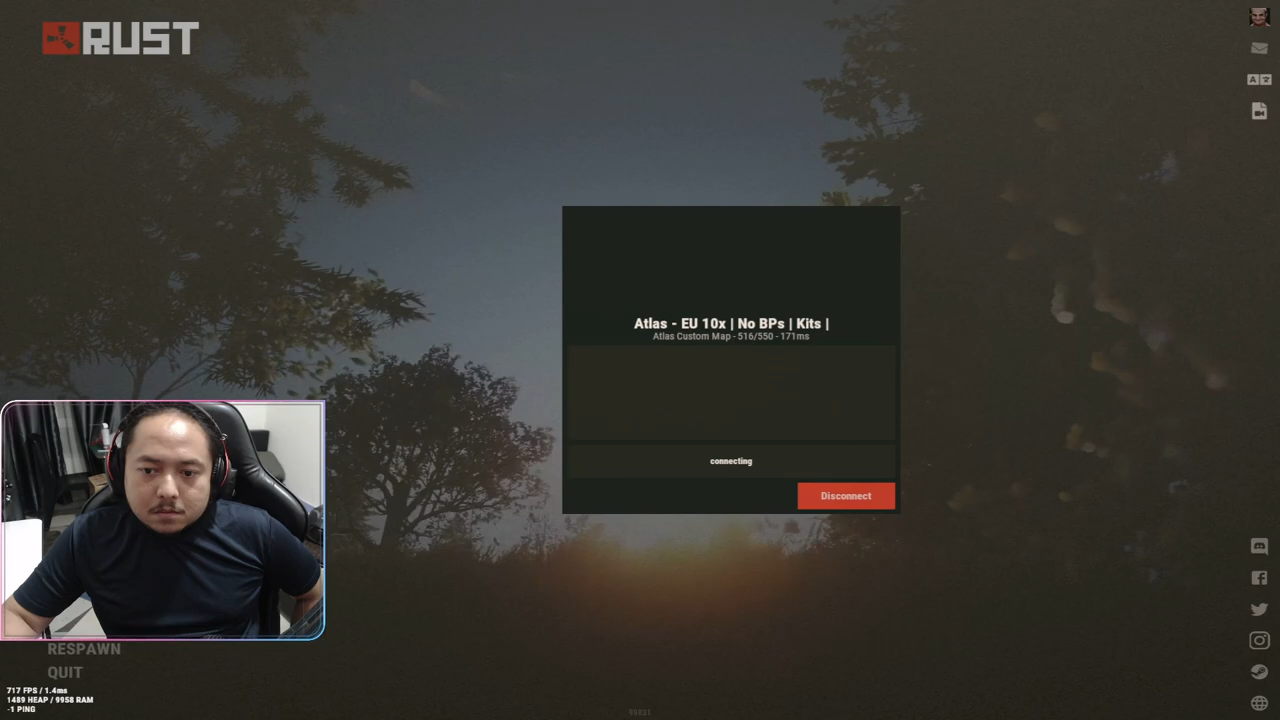 RUST
Atlas - EU 10x | No BPs | Kits |
Atlas Custom Map - 516/550 - 171ms
connecting
Disconnect
RESPAWN
QUIT
717 FPS / 1.4ms
1489 HEAP / 9958 RAM
-1 PING